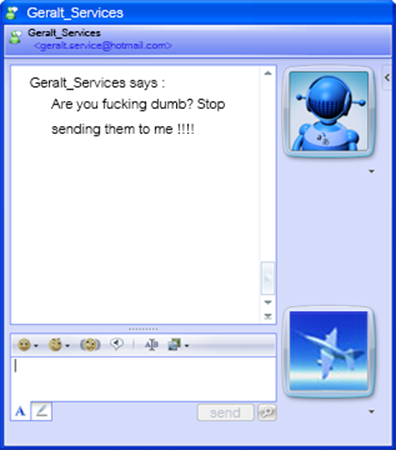 Geralt_Services
Geralt_Services
<geralt.service@hotmail.com>
Geralt_Services says :
Are you fucking dumb? Stop
sending them to me !!!!
A
send